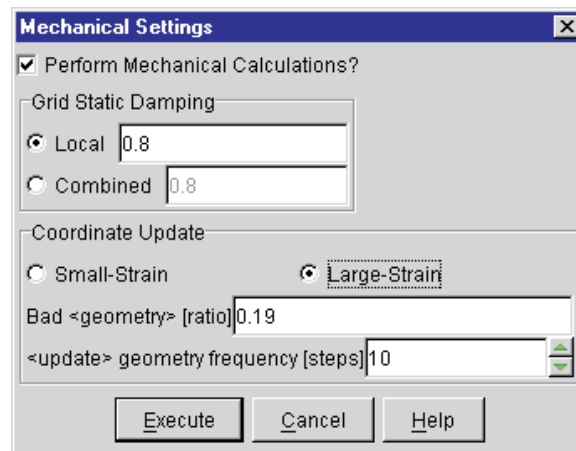 Mechanical Settings
Perform Mechanical Calculations?
Grid Static Damping
Local 0.8
Combined 0.8
Coordinate Update
Small-Strain Large-Strain
Bad <geometry> [ratio] 0.19
<update> geometry frequency [steps] 10
Execute Cancel Help